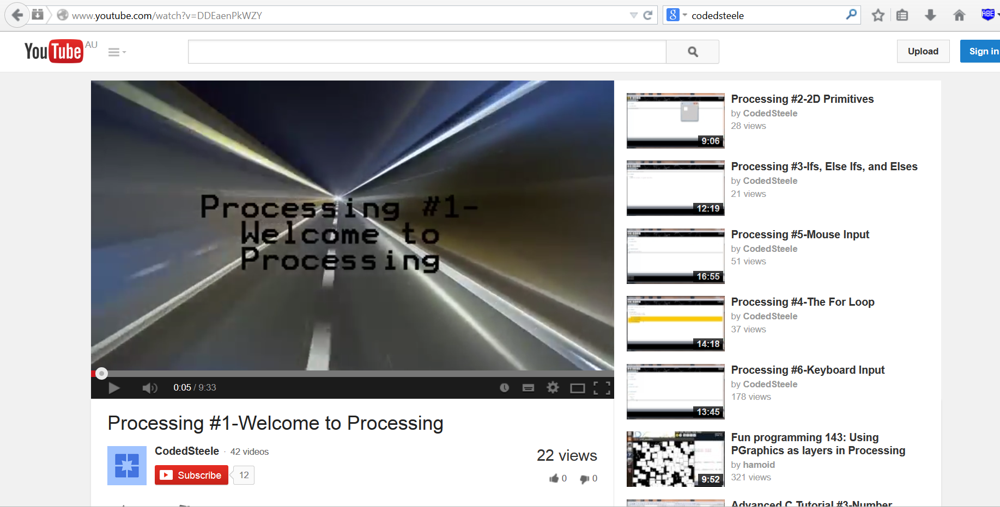 www.youtube.com/watch?v=DDEaenPkWZY
codedsteele
ABE
YouTube AU
Upload
Sign in
Processing #1-
Welcome to
Processing
0:05 / 9:33
Processing #1-Welcome to Processing
CodedSteele · 42 videos
Subscribe 12
22 views
0 0
9:06
Processing #2-2D Primitives
by CodedSteele
28 views
12:19
Processing #3-Ifs, Else Ifs, and Elses
by CodedSteele
21 views
16:55
Processing #5-Mouse Input
by CodedSteele
51 views
14:18
Processing #4-The For Loop
by CodedSteele
37 views
13:45
Processing #6-Keyboard Input
by CodedSteele
178 views
9:52
Fun programming 143: Using
PGraphics as layers in Processing
by hamoid
321 views
Advanced C Tutorial #3-Number